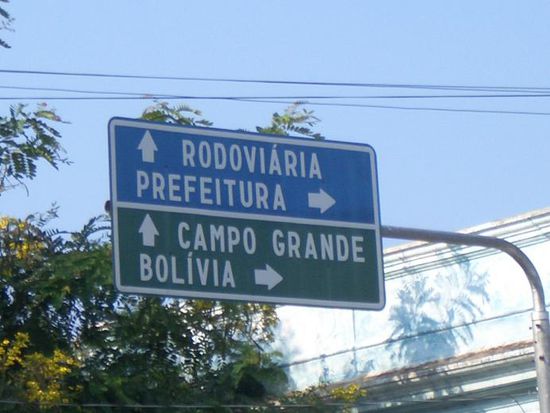 RODOVIÁRIA
PREFEITURA
CAMPO GRANDE
BOLÍVIA